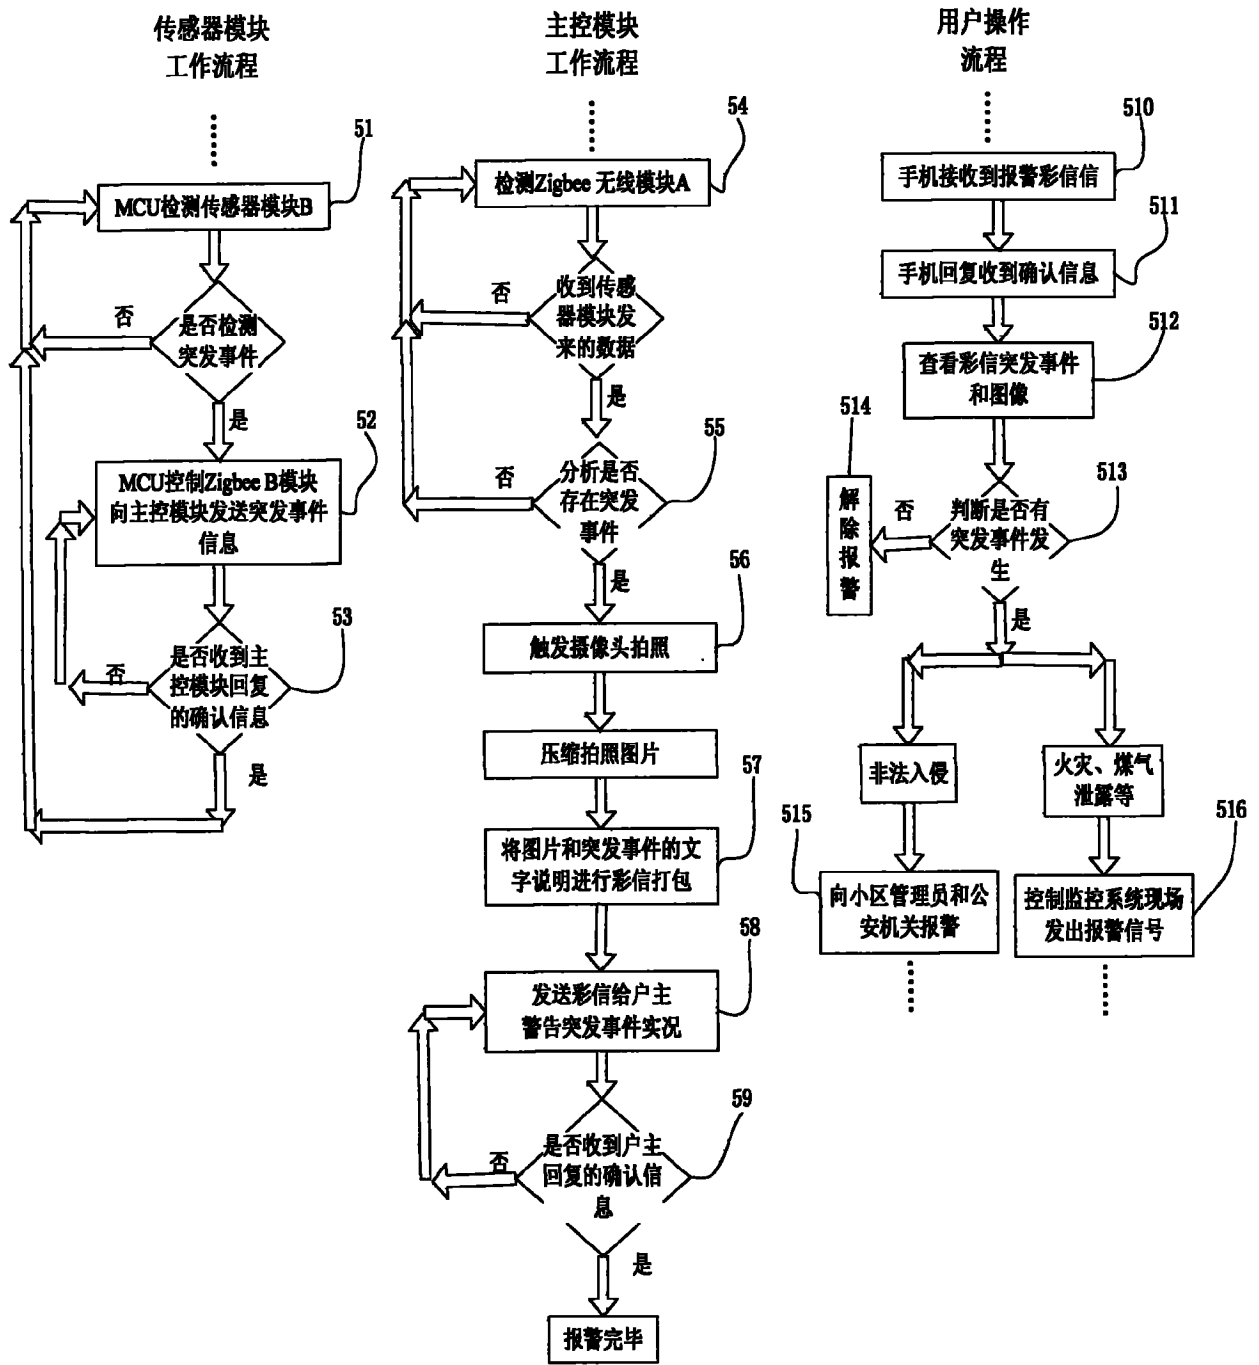 传感器模块
工作流程
51
MCU检测传感器模块B
否
是否检测
突发事件
是
52
MCU控制Zigbee B模块
向主控模块发送突发事件
信息
53
是否收到主
控模块回复
的确认信息
否
是
主控模块
工作流程
54
检测Zigbee 无线模块A
否
收到传感
器模块发
来的数据
是
55
否
分析是否
存在突发
事件
是
56
触发摄像头拍照
压缩拍照图片
57
将图片和突发事件的文
字说明进行彩信打包
58
发送彩信给户主
警告突发事件实况
59
是否收到户主
回复的确认信
息
否
是
报警完毕
用户操作
流程
510
手机接收到报警彩信信
511
手机回复收到确认信息
512
查看彩信突发事件
和图像
514
解除报警
否
513
判断是否有
突发事件发
生
是
非法入侵
火灾、煤气
泄露等
515
向小区管理员和公
安机关报警
516
控制监控系统现场
发出报警信号